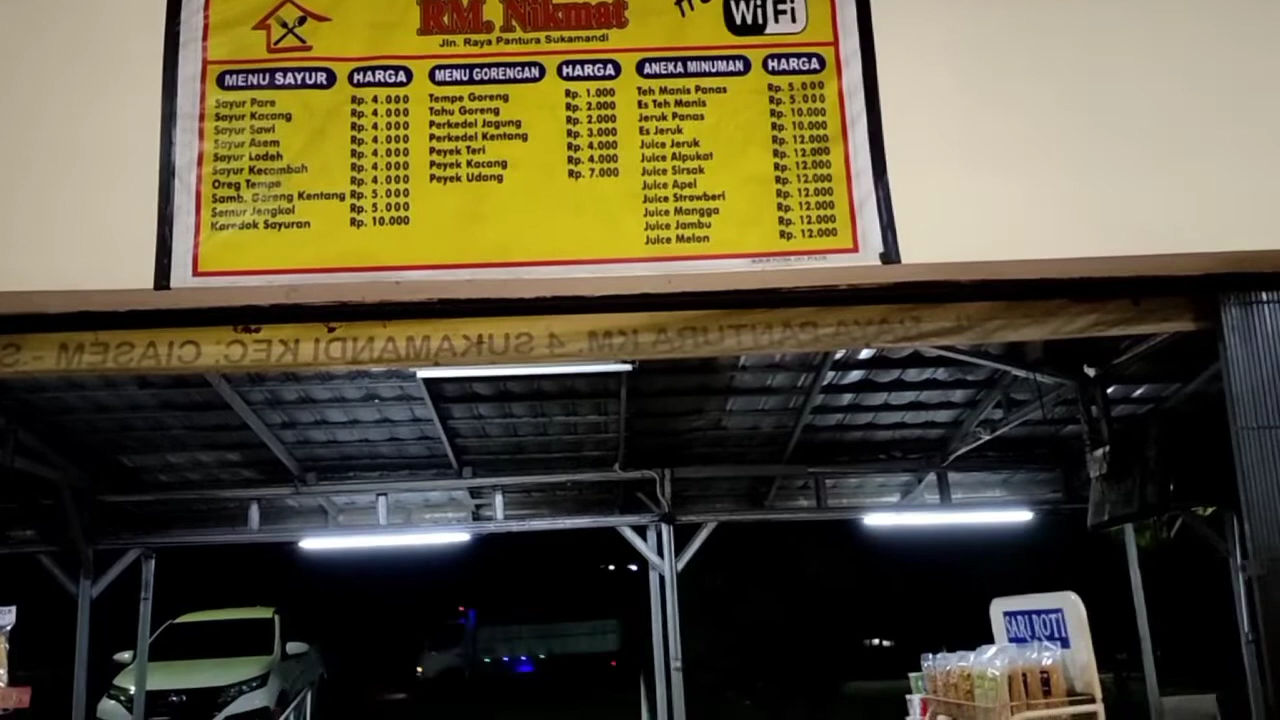 RM. Nikmat
Jln. Raya Pantura Sukamandi
WiFi
MENU SAYUR HARGA
Sayur Pare Rp. 4.000
Sayur Kacang Rp. 4.000
Sayur Sawi Rp. 4.000
Sayur Asem Rp. 4.000
Sayur Lodeh Rp. 4.000
Sayur Kecambah Rp. 4.000
Oreg Tempe Rp. 4.000
Samb. Goreng Kentang Rp. 5.000
Semur Jengkol Rp. 5.000
Karedok Sayuran Rp. 10.000
MENU GORENGAN HARGA
Tempe Goreng Rp. 1.000
Tahu Goreng Rp. 2.000
Perkedel Jagung Rp. 2.000
Perkedel Kentang Rp. 3.000
Peyek Teri Rp. 4.000
Peyek Kacang Rp. 4.000
Peyek Udang Rp. 7.000
ANEKA MINUMAN HARGA
Teh Manis Panas Rp. 5.000
Es Teh Manis Rp. 5.000
Jeruk Panas Rp. 10.000
Es Jeruk Rp. 10.000
Juice Jeruk Rp. 12.000
Juice Alpukat Rp. 12.000
Juice Sirsak Rp. 12.000
Juice Apel Rp. 12.000
Juice Strowberi Rp. 12.000
Juice Mangga Rp. 12.000
Juice Jambu Rp. 12.000
Juice Melon Rp. 12.000
RAYA PANTURA KM. 4 SUKAMANDI KEC. CIASEM - S
SARI ROTI